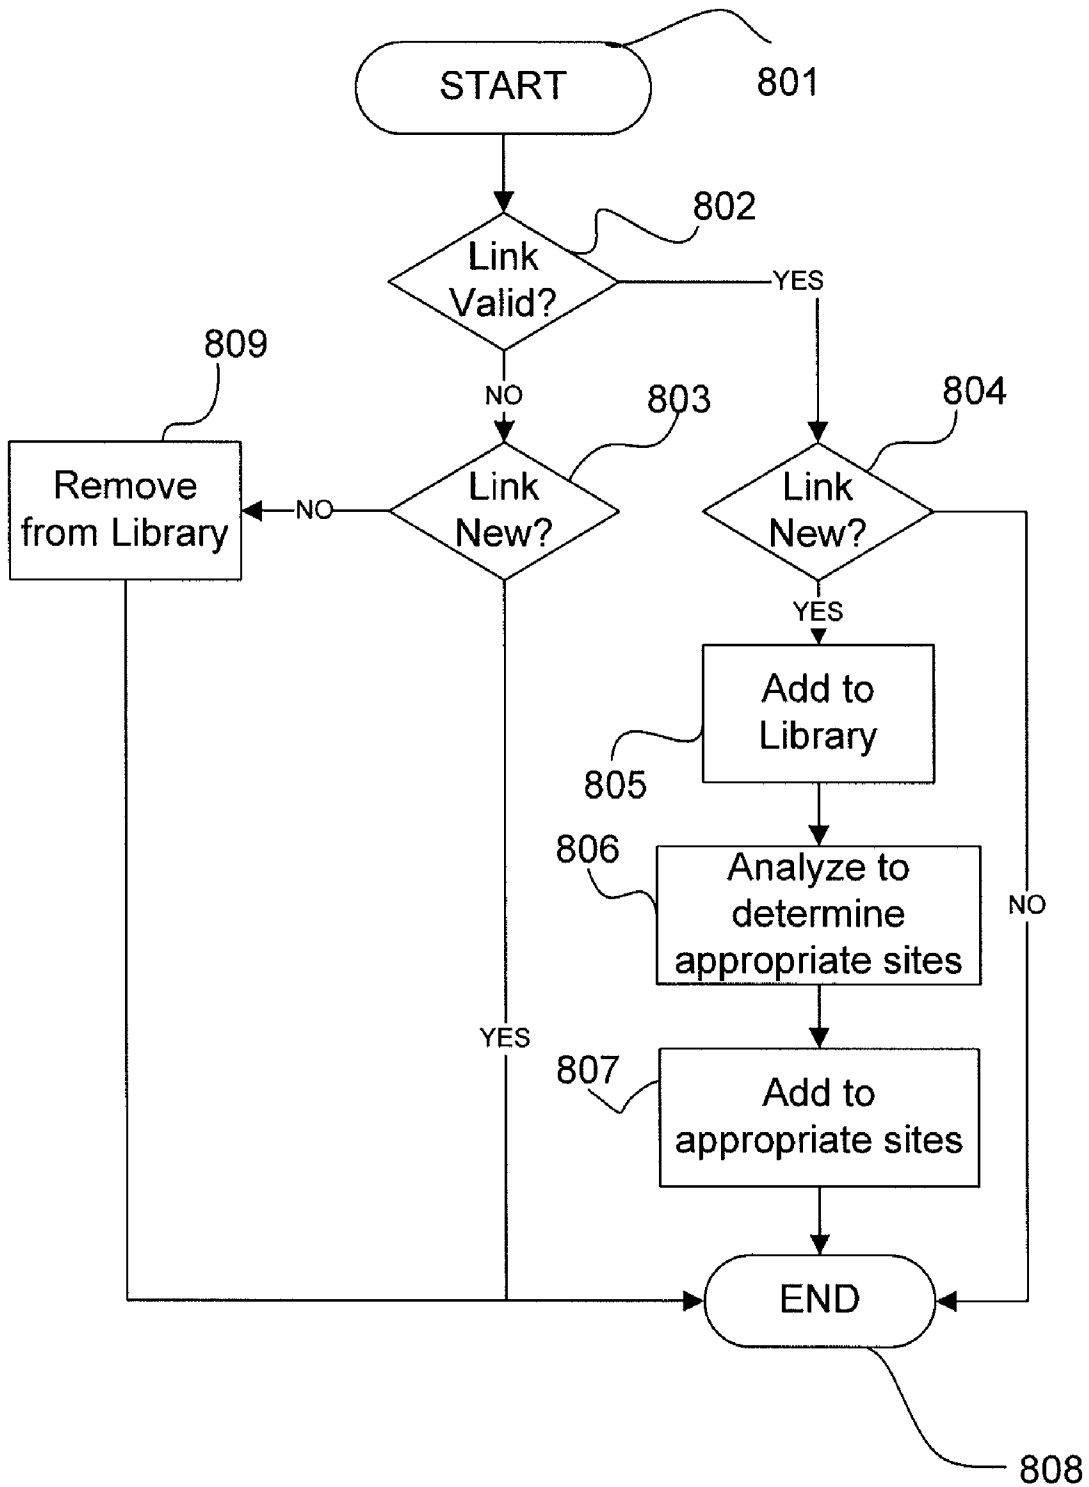 START
801
802
Link
Valid?
YES
809
NO
803
804
Remove
from Library
NO
Link
New?
Link
New?
YES
Add to
Library
805
806
Analyze to
determine
appropriate sites
NO
YES
807
Add to
appropriate sites
END
808